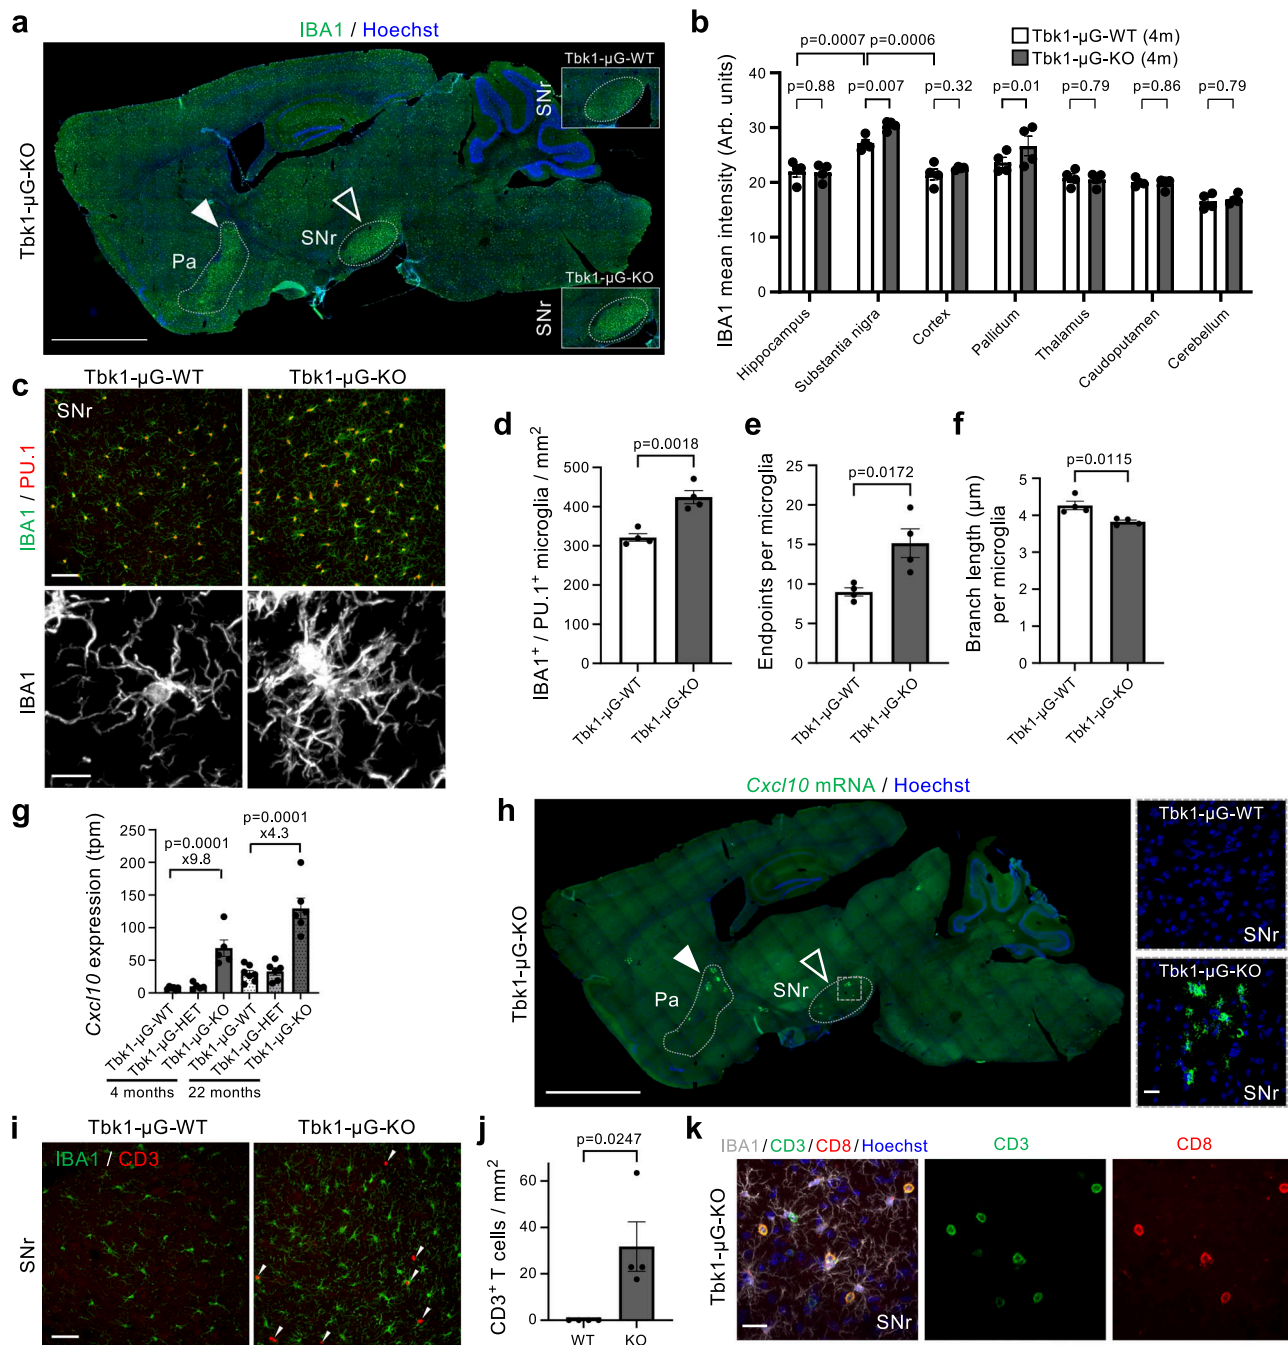 a
IBA1 / Hoechst
Tbk1-µG-KO
Tbk1-µG-WT
SNr
Pa
SNr
Tbk1-µG-KO
SNr
b
Tbk1-µG-WT (4m)
Tbk1-µG-KO (4m)
p=0.0007 p=0.0006
p=0.88 p=0.007 p=0.32 p=0.01 p=0.79 p=0.86 p=0.79
IBA1 mean intensity (Arb. units)
40
30
20
10
0
Hippocampus
Substantia nigra
Cortex
Pallidum
Thalamus
Caudoputamen
Cerebellum
c
Tbk1-µG-WT Tbk1-µG-KO
SNr
IBA1 / PU.1
IBA1
d
p=0.0018
IBA1+ / PU.1+ microglia / mm2
500
400
300
200
100
0
Tbk1-µG-WT
Tbk1-µG-KO
e
p=0.0172
Endpoints per microglia
25
20
15
10
5
0
Tbk1-µG-WT
Tbk1-µG-KO
f
p=0.0115
Branch length (µm)
per microglia
5
4
3
2
1
0
Tbk1-µG-WT
Tbk1-µG-KO
g
p=0.0001
x9.8
p=0.0001
x4.3
Cxcl10 expression (tpm)
250
200
150
100
50
0
Tbk1-µG-WT
Tbk1-µG-HET
Tbk1-µG-KO
Tbk1-µG-WT
Tbk1-µG-HET
Tbk1-µG-KO
4 months 22 months
h
Cxcl10 mRNA / Hoechst
Tbk1-µG-KO
Pa
SNr
Tbk1-µG-WT
SNr
Tbk1-µG-KO
SNr
i
Tbk1-µG-WT Tbk1-µG-KO
IBA1 / CD3
SNr
j
p=0.0247
CD3+ T cells / mm2
60
40
20
0
WT KO
k
IBA1/CD3/CD8/Hoechst CD3 CD8
Tbk1-µG-KO
SNr